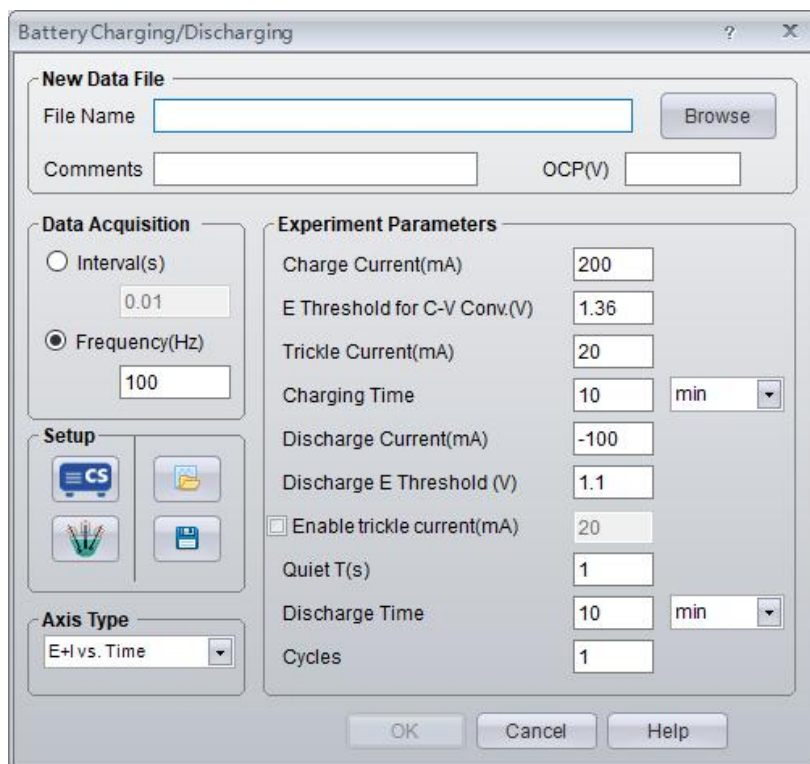 Battery Charging/Discharging ? X
New Data File
File Name Browse
Comments OCP(V)
Data Acquisition
Interval(s)
0.01
Frequency(Hz)
100
Setup
CS
Axis Type
E+I vs. Time
Experiment Parameters
Charge Current(mA) 200
E Threshold for C-V Conv.(V) 1.36
Trickle Current(mA) 20
Charging Time 10 min
Discharge Current(mA) -100
Discharge E Threshold (V) 1.1
Enable trickle current(mA) 20
Quiet T(s) 1
Discharge Time 10 min
Cycles 1
OK Cancel Help